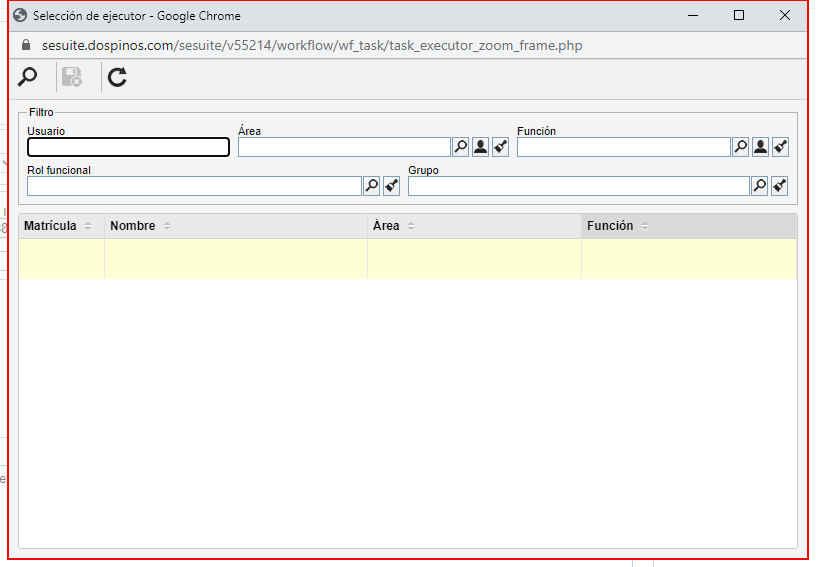 Selección de ejecutor - Google Chrome
sesuite.dospinos.com/sesuite/v55214/workflow/wf_task/task_executor_zoom_frame.php
Filtro
Usuario Área Función
Rol funcional Grupo
Matrícula Nombre Área Función